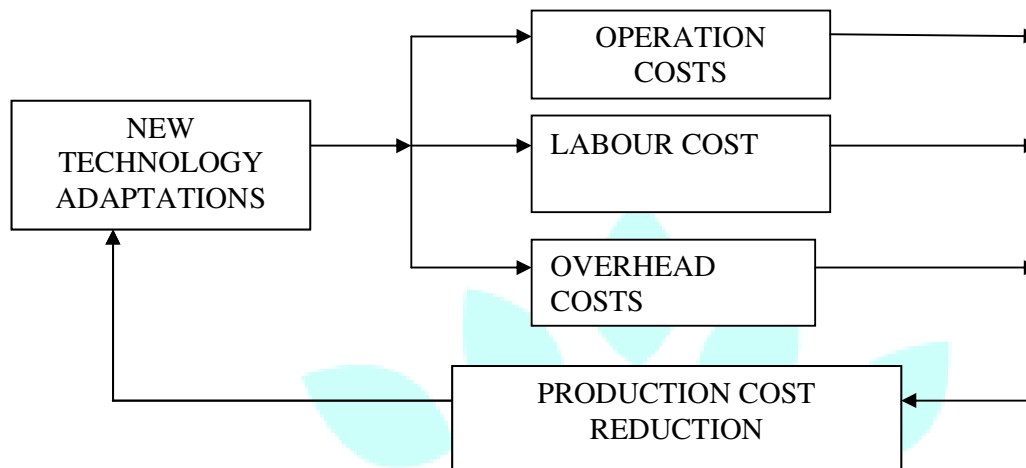 OPERATION
COSTS
NEW
TECHNOLOGY
ADAPTATIONS
LABOUR COST
OVERHEAD
COSTS
PRODUCTION COST
REDUCTION